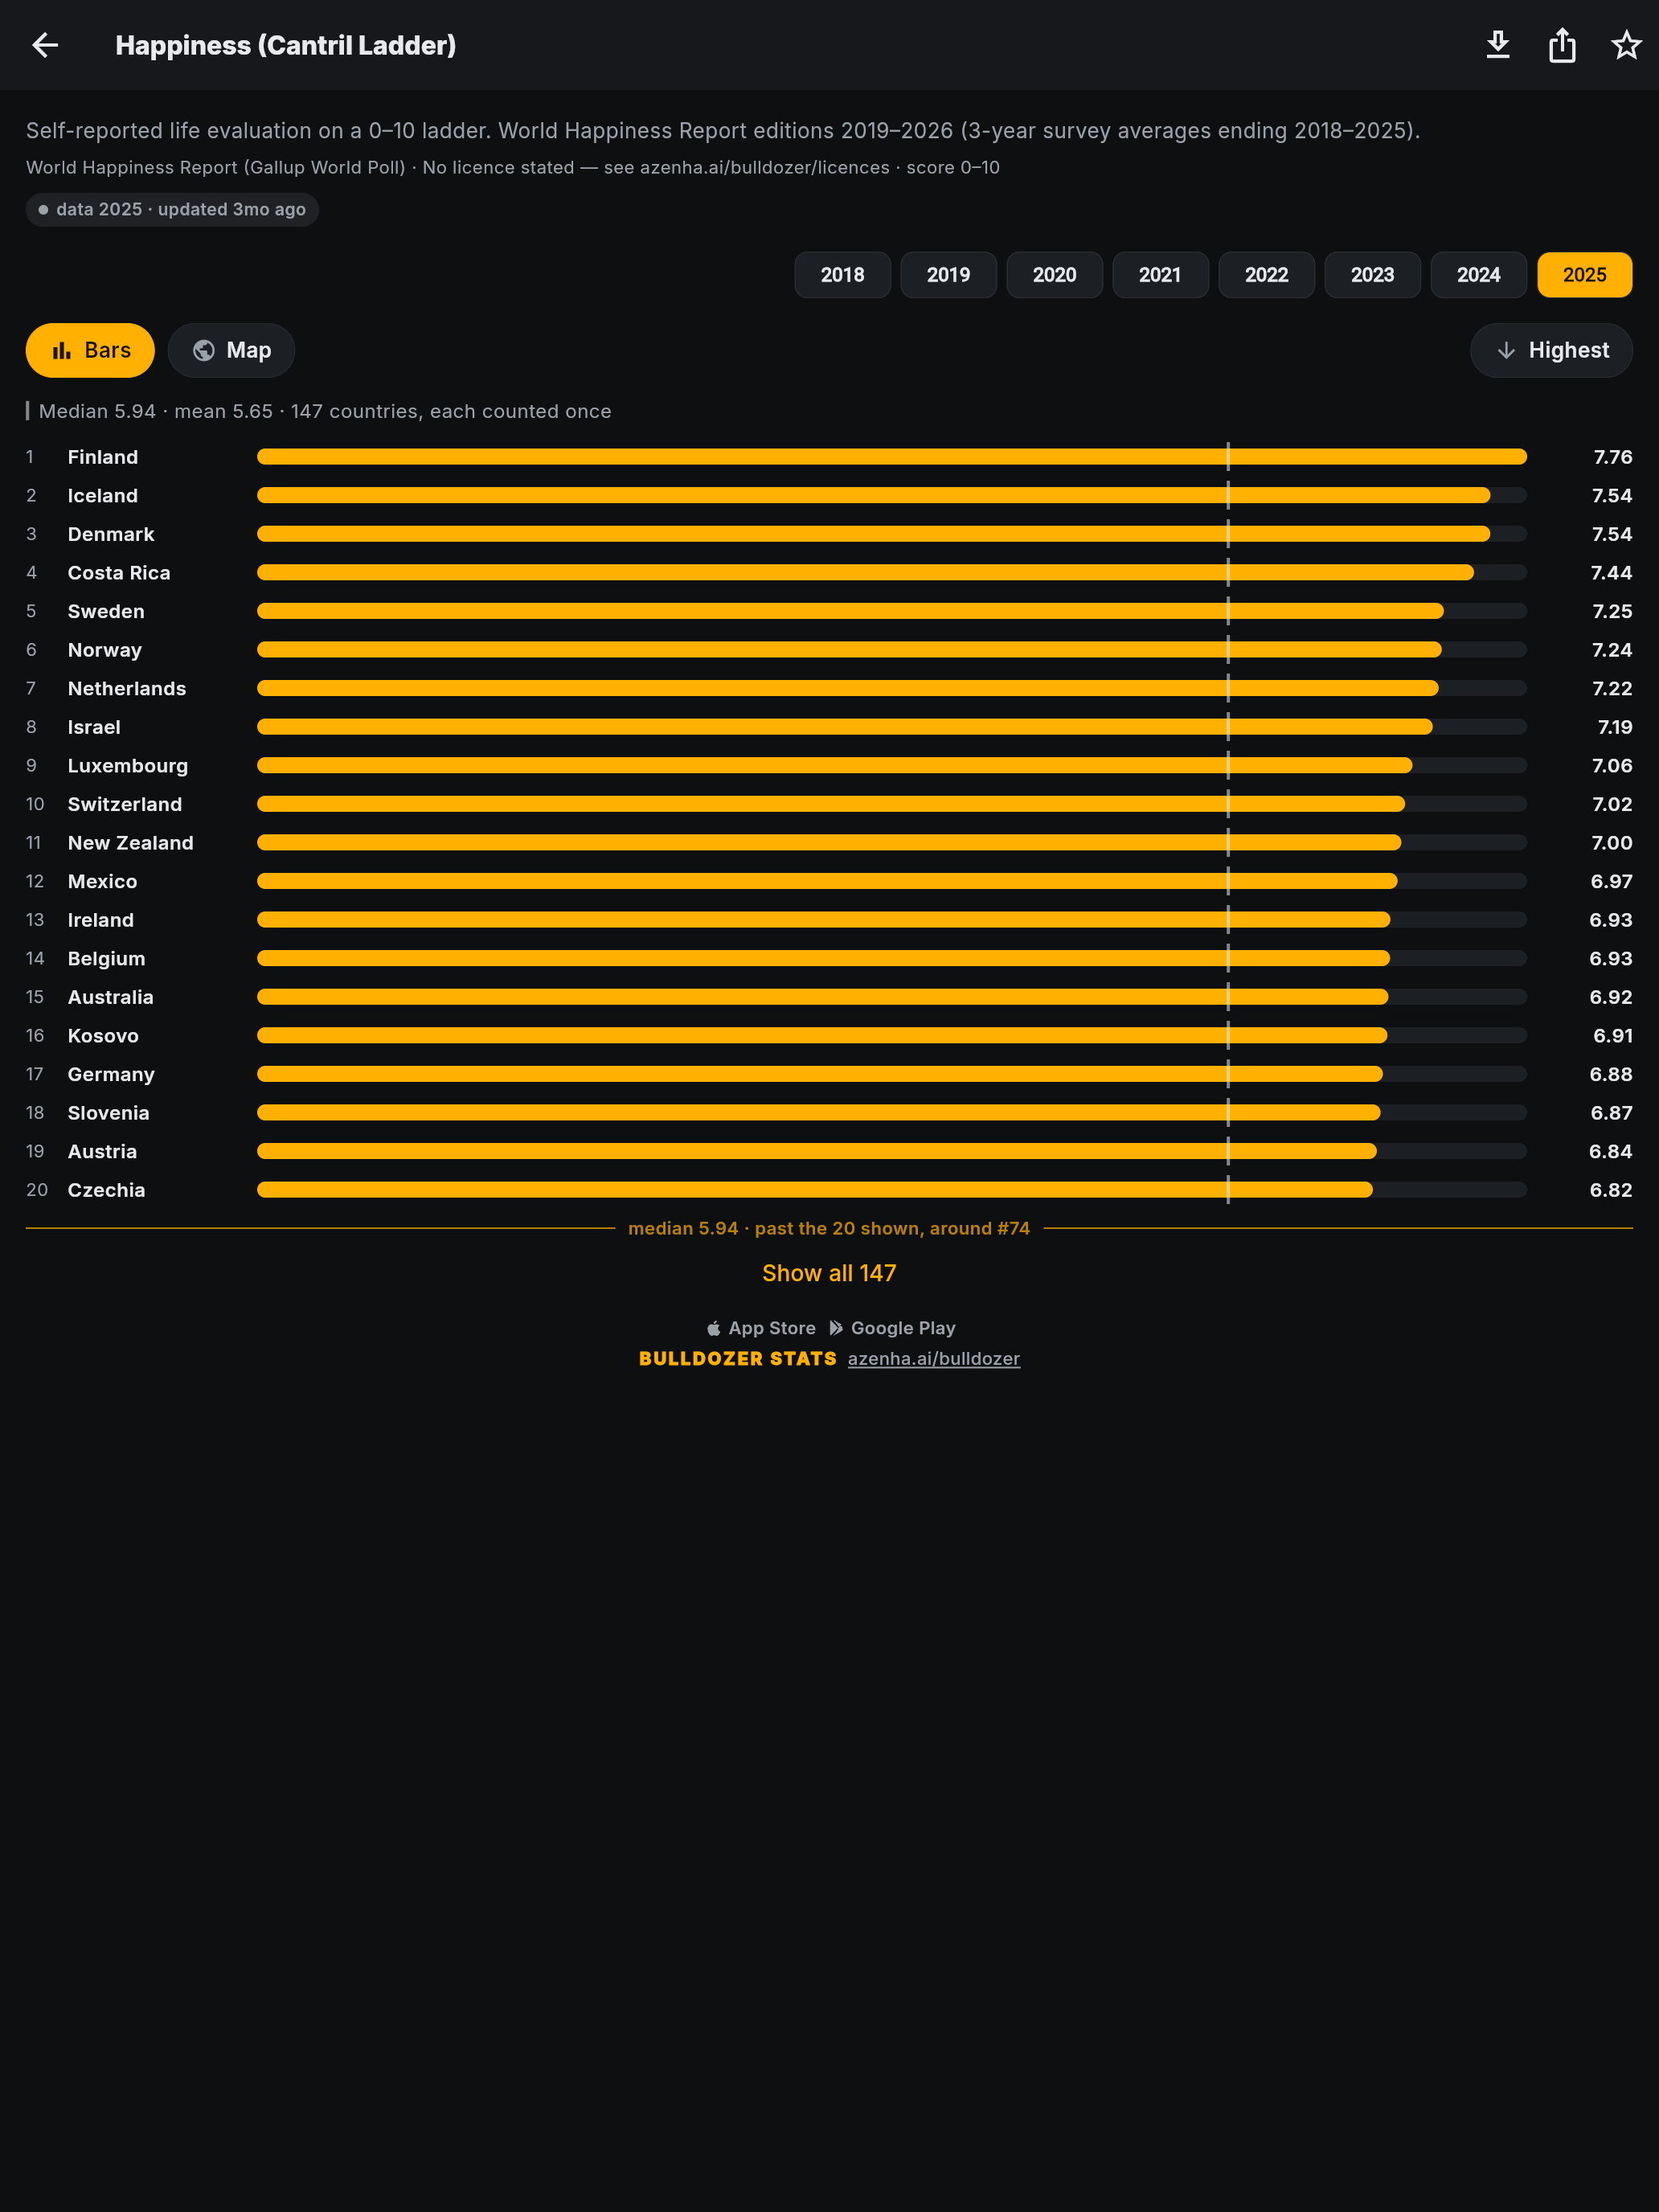 Happiness (Cantril Ladder)
Self-reported life evaluation on a 0–10 ladder. World Happiness Report editions 2019–2026 (3-year survey averages ending 2018–2025).
World Happiness Report (Gallup World Poll) · No licence stated — see azenha.ai/bulldozer/licences · score 0–10
data 2025 · updated 3mo ago
2018 2019 2020 2021 2022 2023 2024 2025
Bars Map Highest
Median 5.94 · mean 5.65 · 147 countries, each counted once
1 Finland 7.76
2 Iceland 7.54
3 Denmark 7.54
4 Costa Rica 7.44
5 Sweden 7.25
6 Norway 7.24
7 Netherlands 7.22
8 Israel 7.19
9 Luxembourg 7.06
10 Switzerland 7.02
11 New Zealand 7.00
12 Mexico 6.97
13 Ireland 6.93
14 Belgium 6.93
15 Australia 6.92
16 Kosovo 6.91
17 Germany 6.88
18 Slovenia 6.87
19 Austria 6.84
20 Czechia 6.82
median 5.94 · past the 20 shown, around #74
Show all 147
App Store Google Play
BULLDOZER STATS azenha.ai/bulldozer